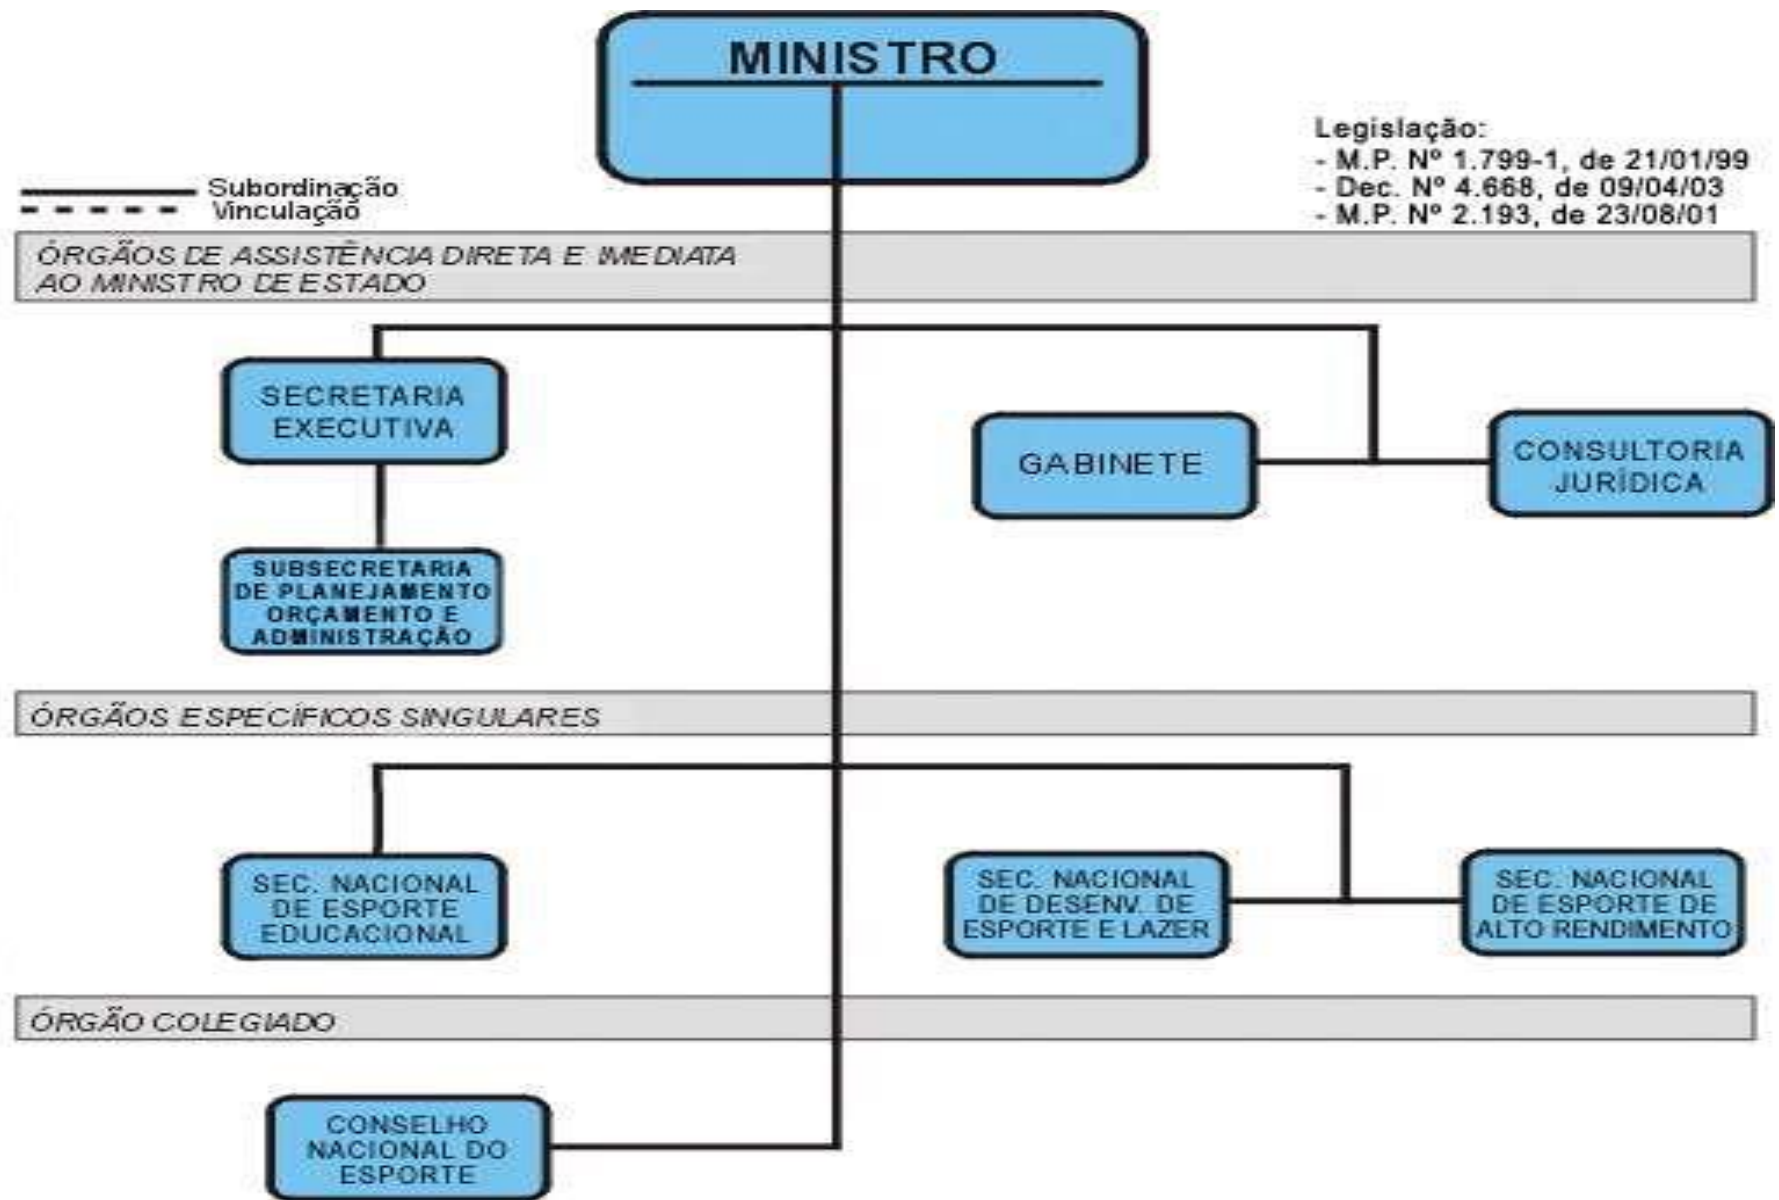 MINISTRO
Legislação:
- M.P. Nº 1.799-1, de 21/01/99
- Dec. Nº 4.668, de 09/04/03
- M.P. Nº 2.193, de 23/08/01
Subordinação
Vinculação
ÓRGÃOS DE ASSISTÊNCIA DIRETA E IMEDIATA
AO MINISTRO DE ESTADO
SECRETARIA
EXECUTIVA
GABINETE
CONSULTORIA
JURÍDICA
SUBSECRETARIA
DE PLANEJAMENTO
ORÇAMENTO E
ADMINISTRAÇÃO
ÓRGÃOS ESPECÍFICOS SINGULARES
SEC. NACIONAL
DE ESPORTE
EDUCACIONAL
SEC. NACIONAL
DE DESENV. DE
ESPORTE E LAZER
SEC. NACIONAL
DE ESPORTE DE
ALTO RENDIMENTO
ÓRGÃO COLEGIADO
CONSELHO
NACIONAL DO
ESPORTE